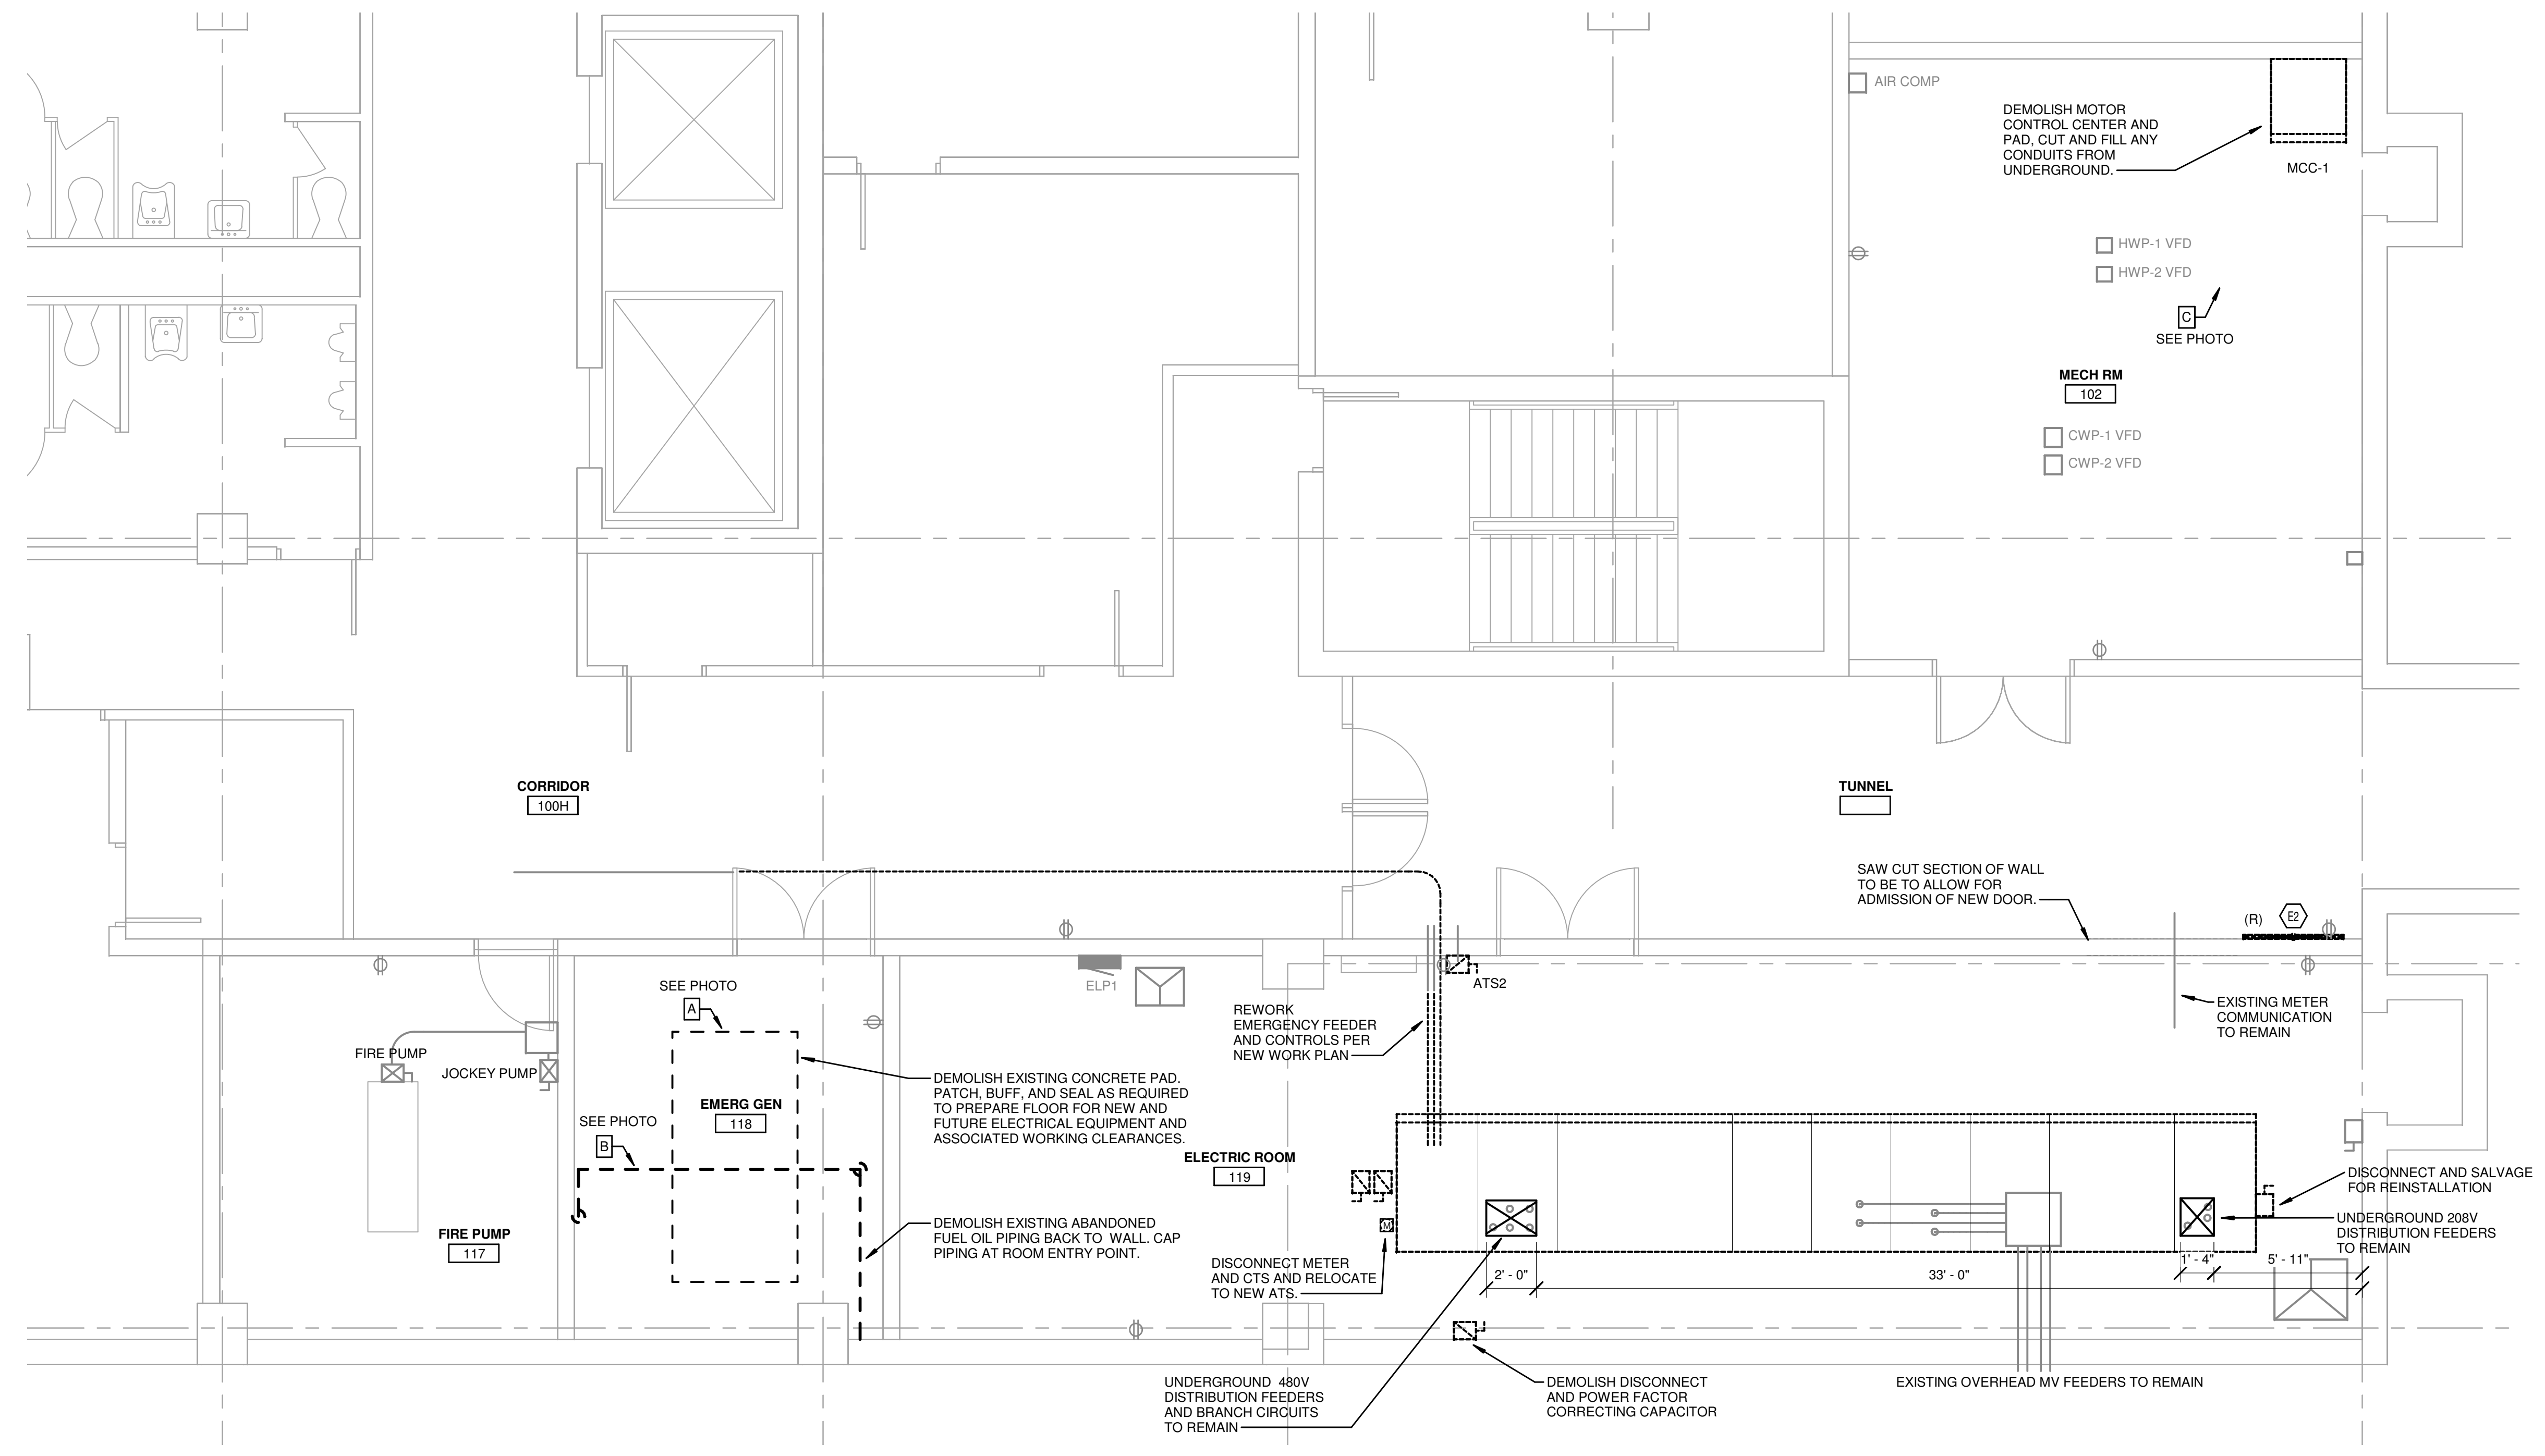 AIR COMP
DEMOLISH MOTOR
CONTROL CENTER AND
PAD, CUT AND FILL ANY
CONDUITS FROM
UNDERGROUND.
MCC-1
HWP-1 VFD
HWP-2 VFD
C
SEE PHOTO
MECH RM
102
CWP-1 VFD
CWP-2 VFD
CORRIDOR
100H
TUNNEL
SAW CUT SECTION OF WALL
TO BE TO ALLOW FOR
ADMISSION OF NEW DOOR.
(R)
E2
SEE PHOTO
A
ELP1
ATS2
REWORK
EMERGENCY FEEDER
AND CONTROLS PER
NEW WORK PLAN
EXISTING METER
COMMUNICATION
TO REMAIN
FIRE PUMP
JOCKEY PUMP
DEMOLISH EXISTING CONCRETE PAD.
PATCH, BUFF, AND SEAL AS REQUIRED
TO PREPARE FLOOR FOR NEW AND
FUTURE ELECTRICAL EQUIPMENT AND
ASSOCIATED WORKING CLEARANCES.
EMERG GEN
118
SEE PHOTO
B
ELECTRIC ROOM
119
DISCONNECT AND SALVAGE
FOR REINSTALLATION
FIRE PUMP
117
DEMOLISH EXISTING ABANDONED
FUEL OIL PIPING BACK TO WALL. CAP
PIPING AT ROOM ENTRY POINT.
M
UNDERGROUND 208V
DISTRIBUTION FEEDERS
TO REMAIN
DISCONNECT METER
AND CTS AND RELOCATE
TO NEW ATS.
2' - 0"
33' - 0"
1' - 4"
5' - 11"
UNDERGROUND 480V
DISTRIBUTION FEEDERS
AND BRANCH CIRCUITS
TO REMAIN
DEMOLISH DISCONNECT
AND POWER FACTOR
CORRECTING CAPACITOR
EXISTING OVERHEAD MV FEEDERS TO REMAIN